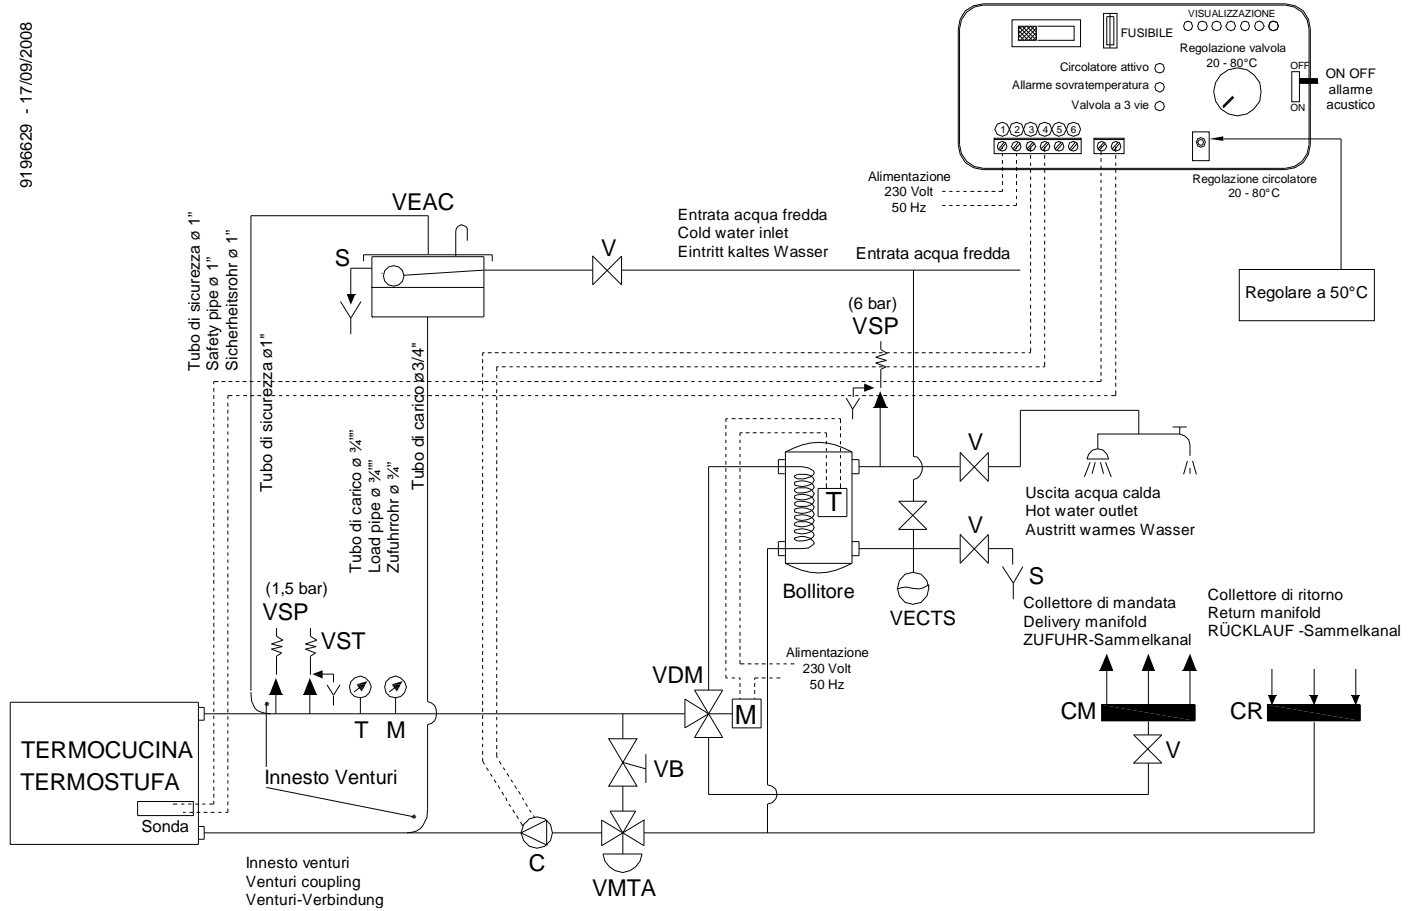 9196629 - 17/09/2008
VISUALIZZAZIONE
FUSIBILE
Regolazione valvola
20 - 80°C
Circolatore attivo
Allarme sovratemperatura
Valvola a 3 vie
OFF
ON
ON OFF
allarme
acustico
1 2 3 4 5 6
Alimentazione
230 Volt
50 Hz
Regolazione circolatore
20 - 80°C
Regolare a 50°C
VEAC
S
V
Entrata acqua fredda
Cold water inlet
Eintritt kaltes Wasser
Entrata acqua fredda
Tubo di sicurezza ø 1”
Safety pipe ø 1”
Sicherheitsrohr ø 1”
Tubo di sicurezza ø1"
Tubo di carico ø 3/4"
Tubo di carico ø ¾””
Load pipe ø ¾””
Zufuhrrohr ø ¾”
(6 bar)
VSP
V
T
Uscita acqua calda
Hot water outlet
Austritt warmes Wasser
V
S
Bollitore
VECTS
(1,5 bar)
VSP
VST
T
M
Alimentazione
230 Volt
50 Hz
VDM
M
Collettore di mandata
Delivery manifold
ZUFUHR-Sammelkanal
Collettore di ritorno
Return manifold
RÜCKLAUF -Sammelkanal
CM
CR
V
TERMOCUCINA
TERMOSTUFA
Sonda
Innesto Venturi
VB
C
VMTA
Innesto venturi
Venturi coupling
Venturi-Verbindung